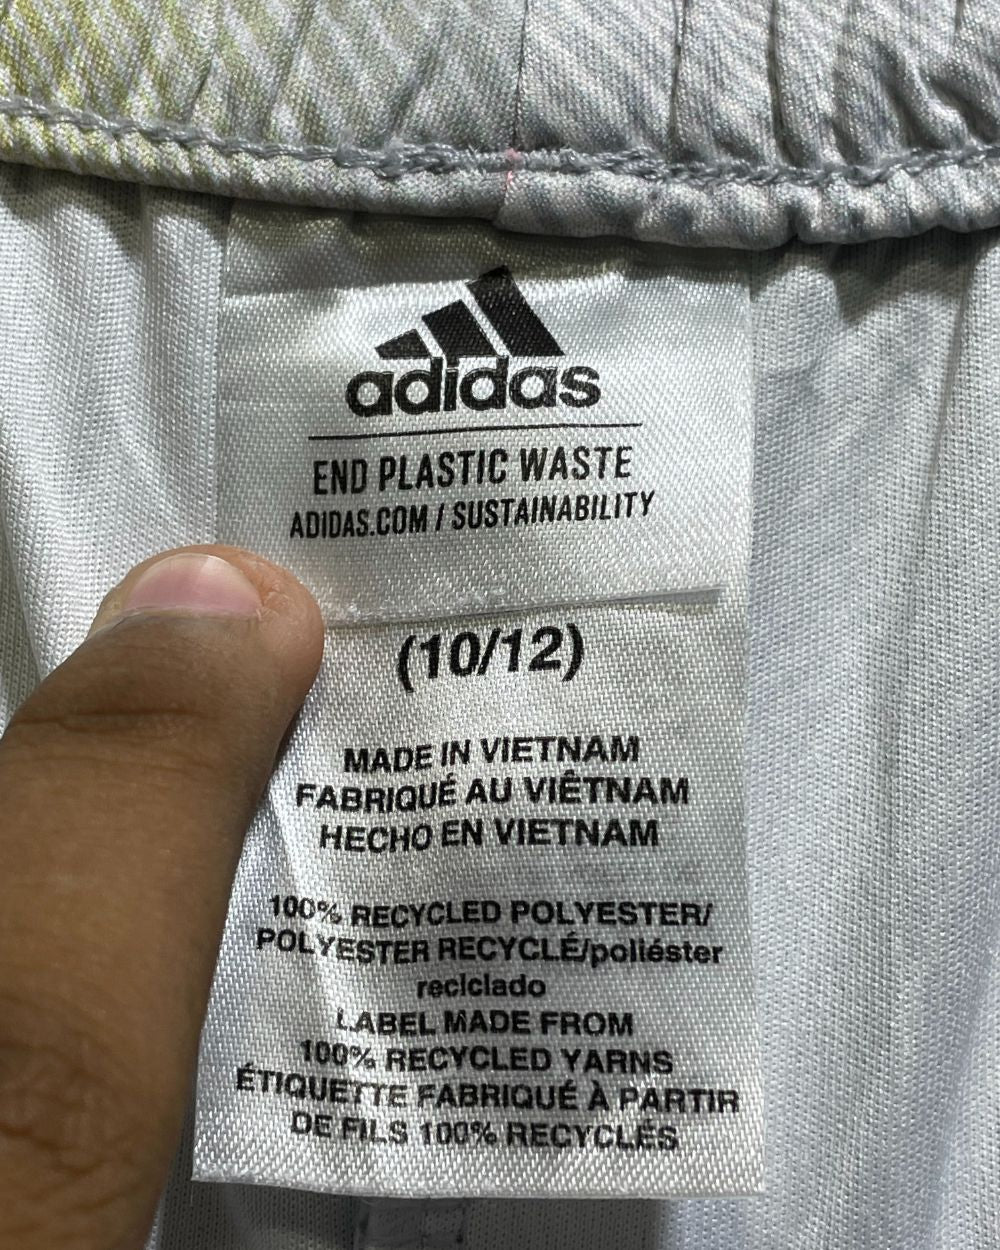 adidas
END PLASTIC WASTE
ADIDAS.COM / SUSTAINABILITY
(10/12)
MADE IN VIETNAM
FABRIQUÉ AU VIÊTNAM
HECHO EN VIETNAM
100% RECYCLED POLYESTER/
POLYESTER RECYCLÉ/poliéster
reciclado
LABEL MADE FROM
100% RECYCLED YARNS
ÉTIQUETTE FABRIQUÉ À PARTIR
DE FILS 100% RECYCLÉS